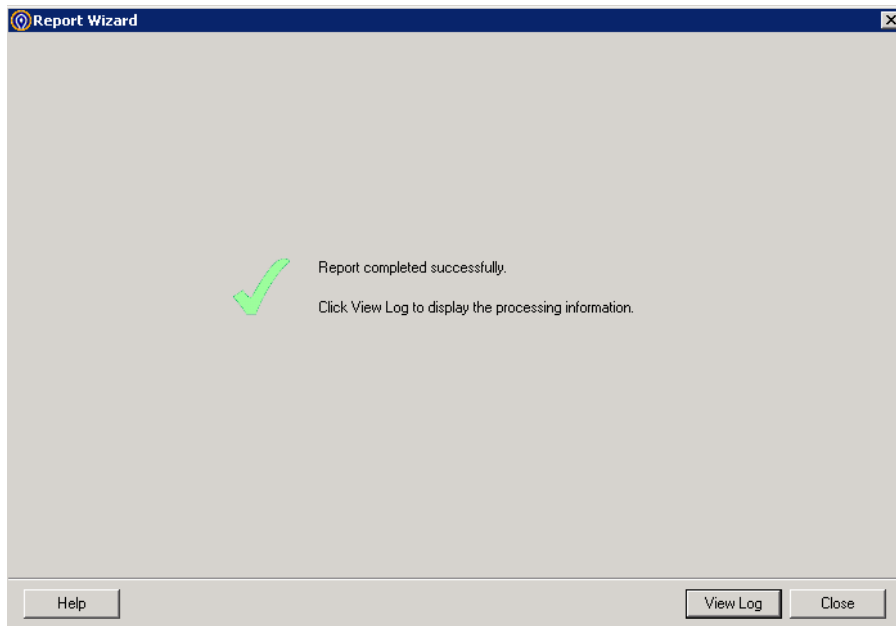 Report Wizard
Report completed successfully.
Click View Log to display the processing information.
Help
View Log
Close